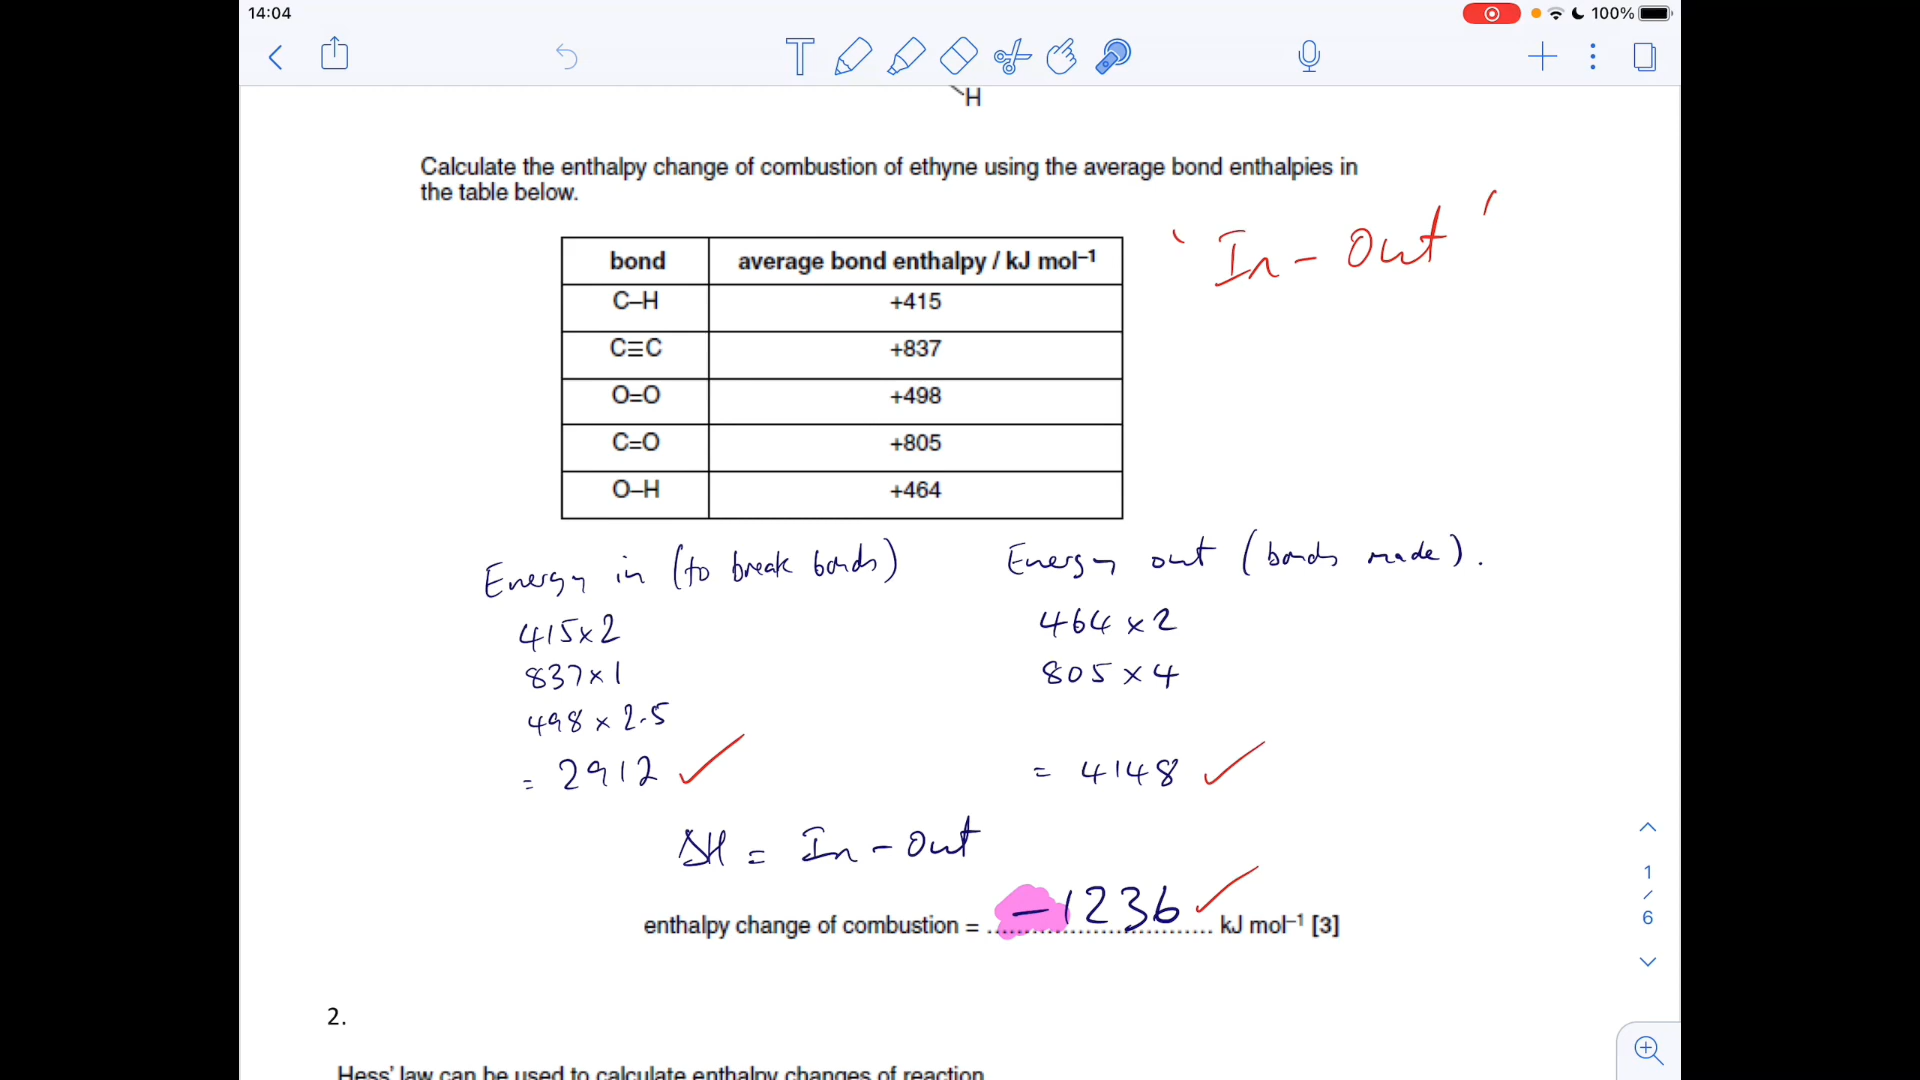 14:04
100%
T
H
Calculate the enthalpy change of combustion of ethyne using the average bond enthalpies in
the table below.
' In - Out '
bond average bond enthalpy / kJ mol⁻¹
C–H +415
C≡C +837
O=O +498
C=O +805
O–H +464
Energy in (to break bonds)
415x2
837x1
498 x 2.5
= 2912 ✓
Energy out (bonds made).
464 x 2
805 x 4
= 4148 ✓
ΔH = In - Out
enthalpy change of combustion = -1236 ✓ kJ mol⁻¹ [3]
1
/
6
2.
Hess' law can be used to calculate enthalpy changes of reaction